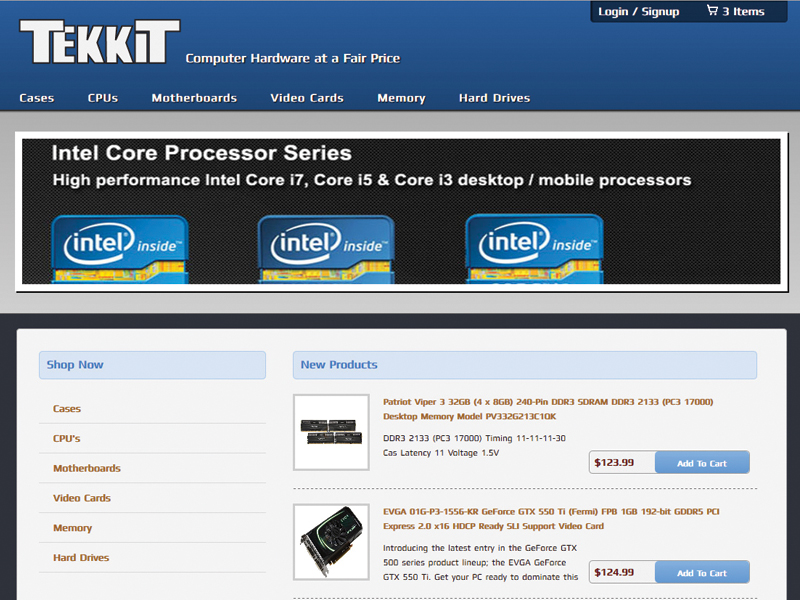 Login / Signup
3 Items
TEKKIT
Computer Hardware at a Fair Price
Cases
CPUs
Motherboards
Video Cards
Memory
Hard Drives
Intel Core Processor Series
High performance Intel Core i7, Core i5 & Core i3 desktop / mobile processors
intel inside™
intel inside™
intel inside™
Shop Now
Cases
CPU's
Motherboards
Video Cards
Memory
Hard Drives
New Products
Patriot Viper 3 32GB (4 x 8GB) 240-Pin DDR3 SDRAM DDR3 2133 (PC3 17000)
Desktop Memory Model PV332G213C1QK
DDR3 2133 (PC3 17000) Timing 11-11-11-30
Cas Latency 11 Voltage 1.5V
$123.99
Add To Cart
EVGA 01G-P3-1556-KR GeForce GTX 550 Ti (Fermi) FPB 1GB 192-bit GDDR5 PCI
Express 2.0 x16 HDCP Ready SLI Support Video Card
Introducing the latest entry in the GeForce GTX
500 series product lineup; the EVGA GeForce
GTX 550 Ti. Get your PC ready to dominate this
$124.99
Add To Cart